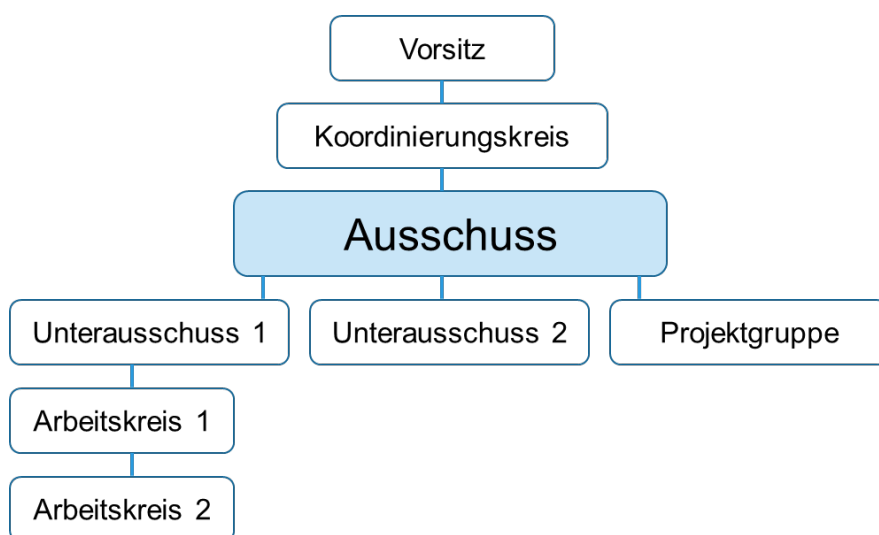 Vorsitz
Koordinierungskreis
Ausschuss
Unterausschuss 1
Unterausschuss 2
Projektgruppe
Arbeitskreis 1
Arbeitskreis 2